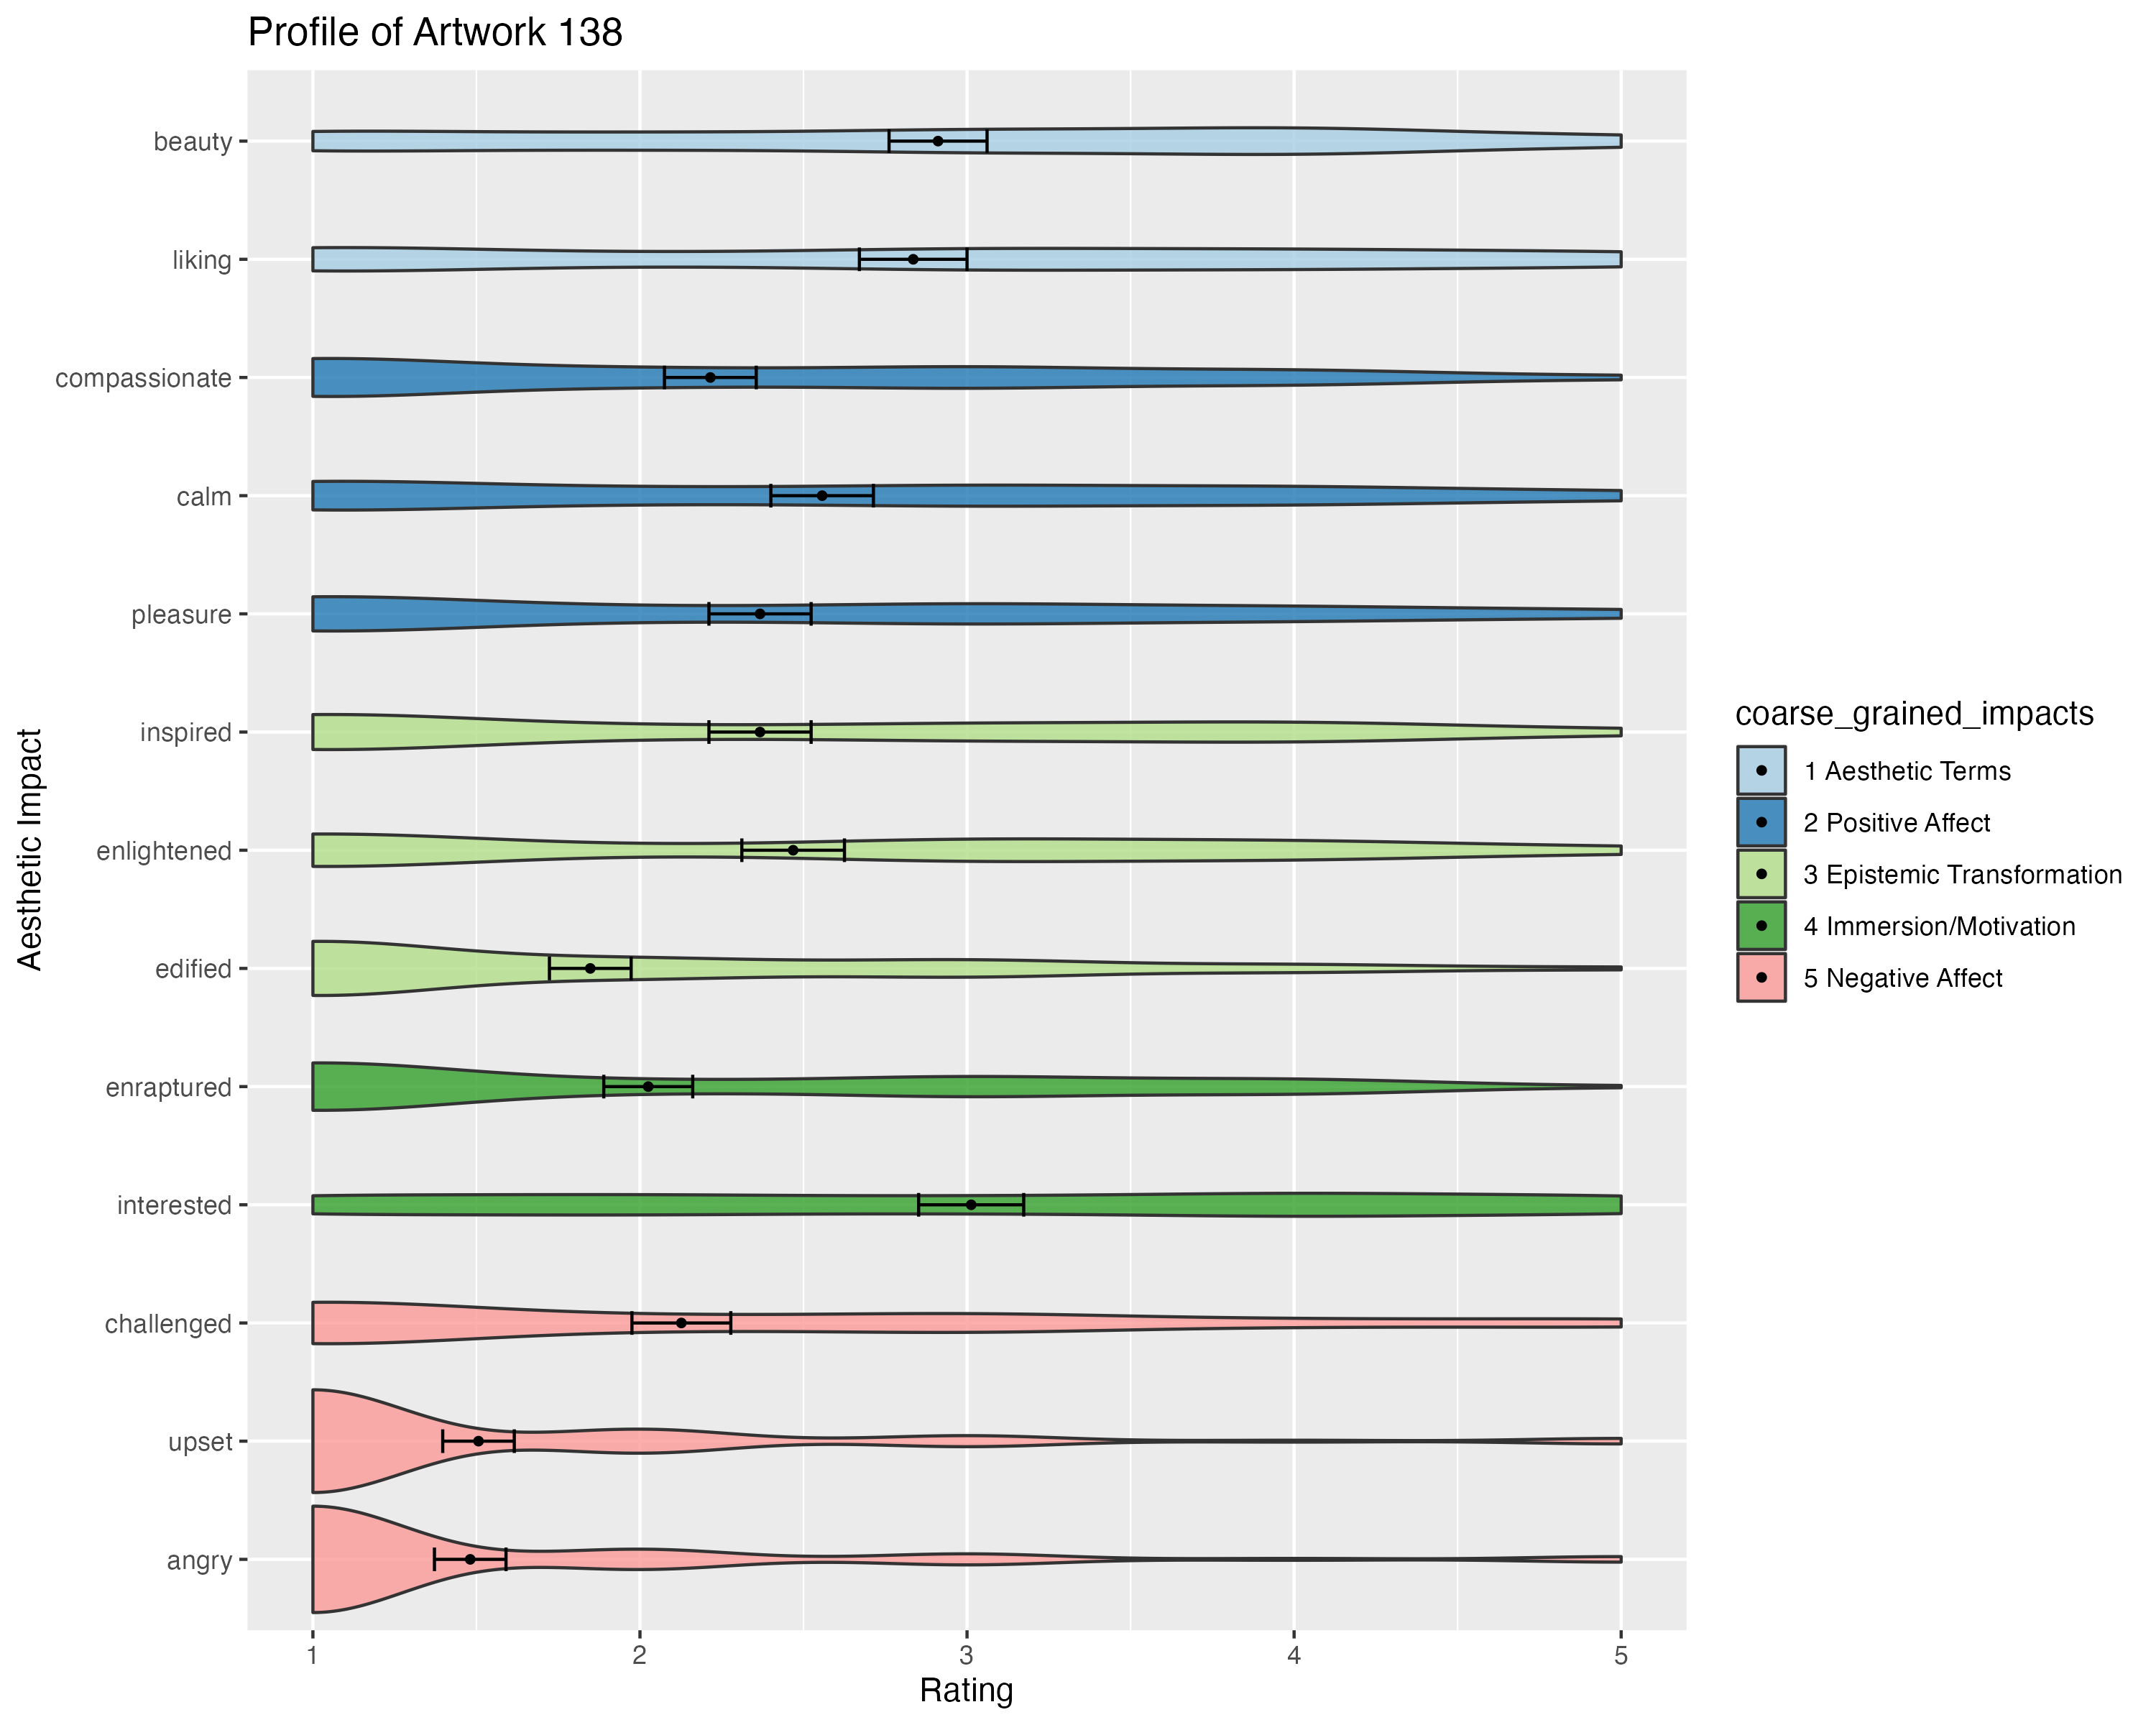 Profile of Artwork 138
beauty
liking
compassionate
calm
pleasure
inspired
enlightened
edified
enraptured
interested
challenged
upset
angry
Aesthetic Impact
1 2 3 4 5
Rating
coarse_grained_impacts
1 Aesthetic Terms
2 Positive Affect
3 Epistemic Transformation
4 Immersion/Motivation
5 Negative Affect